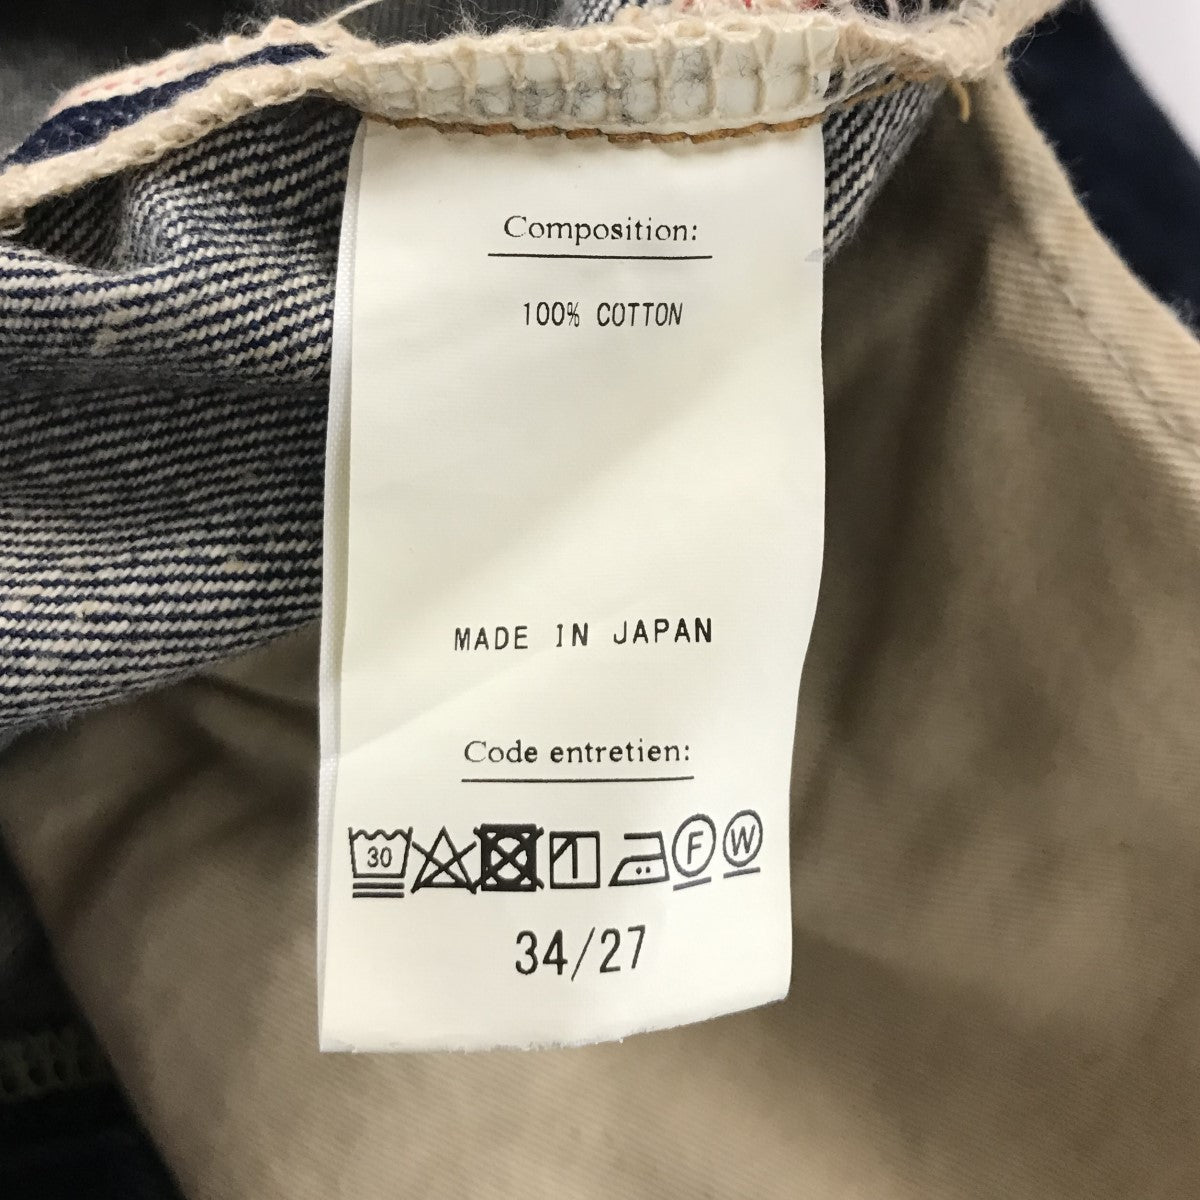 Composition:
100% COTTON
MADE IN JAPAN
Code entretien:
30 F W
34/27